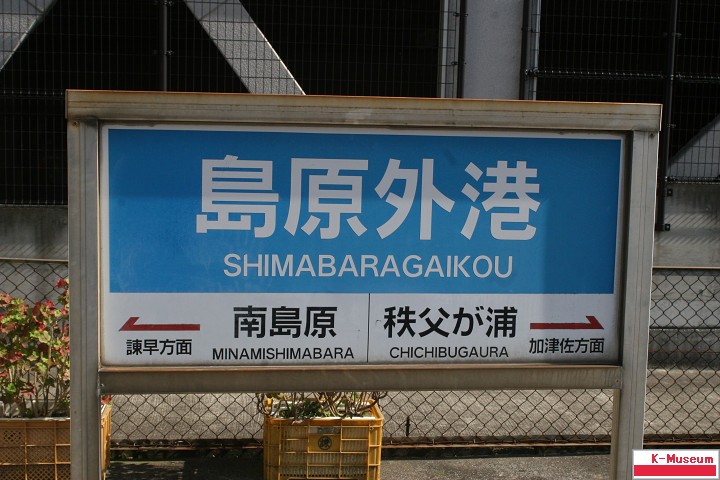 島原外港
SHIMABARAGAIKOU
南島原 秩父が浦
諫早方面 MINAMISHIMABARA CHICHIBUGAURA 加津佐方面
K-Museum